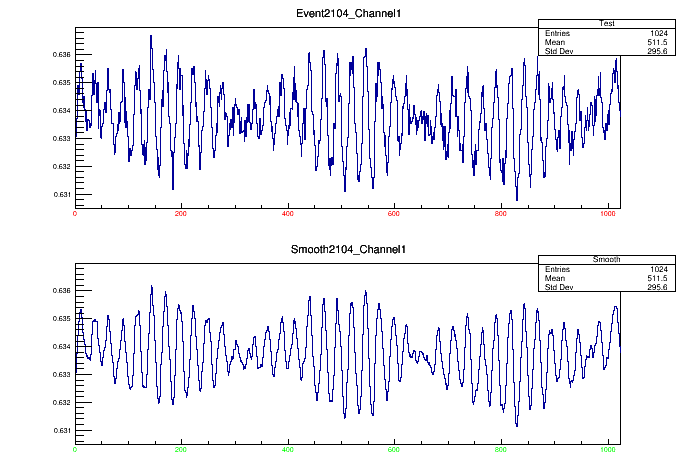 Event2104_Channel1
Test
Entries 1024
Mean 511.5
Std Dev 295.6
0.636
0.635
0.634
0.633
0.632
0.631
0 200 400 600 800 1000
Smooth2104_Channel1
Smooth
Entries 1024
Mean 511.5
Std Dev 295.6
0.636
0.635
0.634
0.633
0.632
0.631
0 200 400 600 800 1000